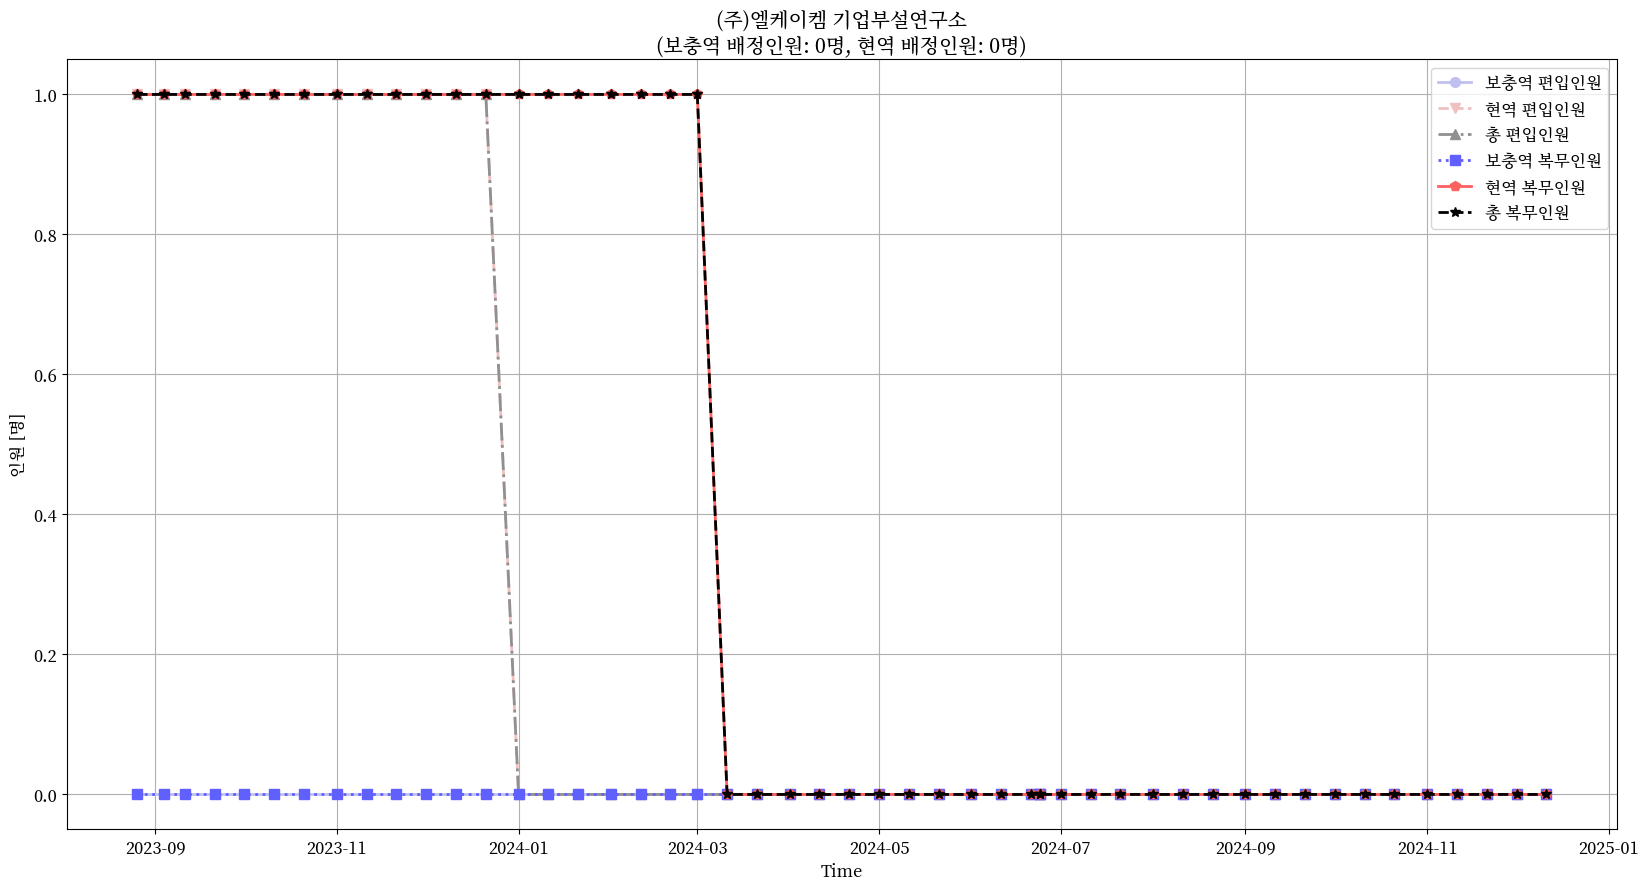 (주)엘케이켐 기업부설연구소
(보충역 배정인원: 0명, 현역 배정인원: 0명)
보충역 편입인원
현역 편입인원
총 편입인원
보충역 복무인원
현역 복무인원
총 복무인원
인원 [명]
1.0
0.8
0.6
0.4
0.2
0.0
2023-09
2023-11
2024-01
2024-03
2024-05
2024-07
2024-09
2024-11
2025-01
Time